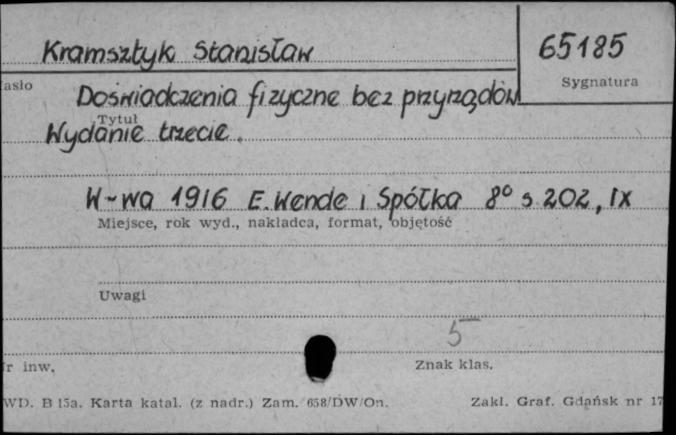 Kramsztyk Stanisław
65185
Sygnatura
asło
Doświadczenia fizyczne bez przyrządów
Tytuł
Wydanie trzecie.
W-wa 1916 E. Wende i Spółka 8° s. 202, IX
Miejsce, rok wyd., nakładca, format, objętość
Uwagi
5
r inw.
Znak klas.
WD. B 15a. Karta katal. (z nadr.) Zam. 658/DW/On.
Zakł. Graf. Gdańsk nr 17